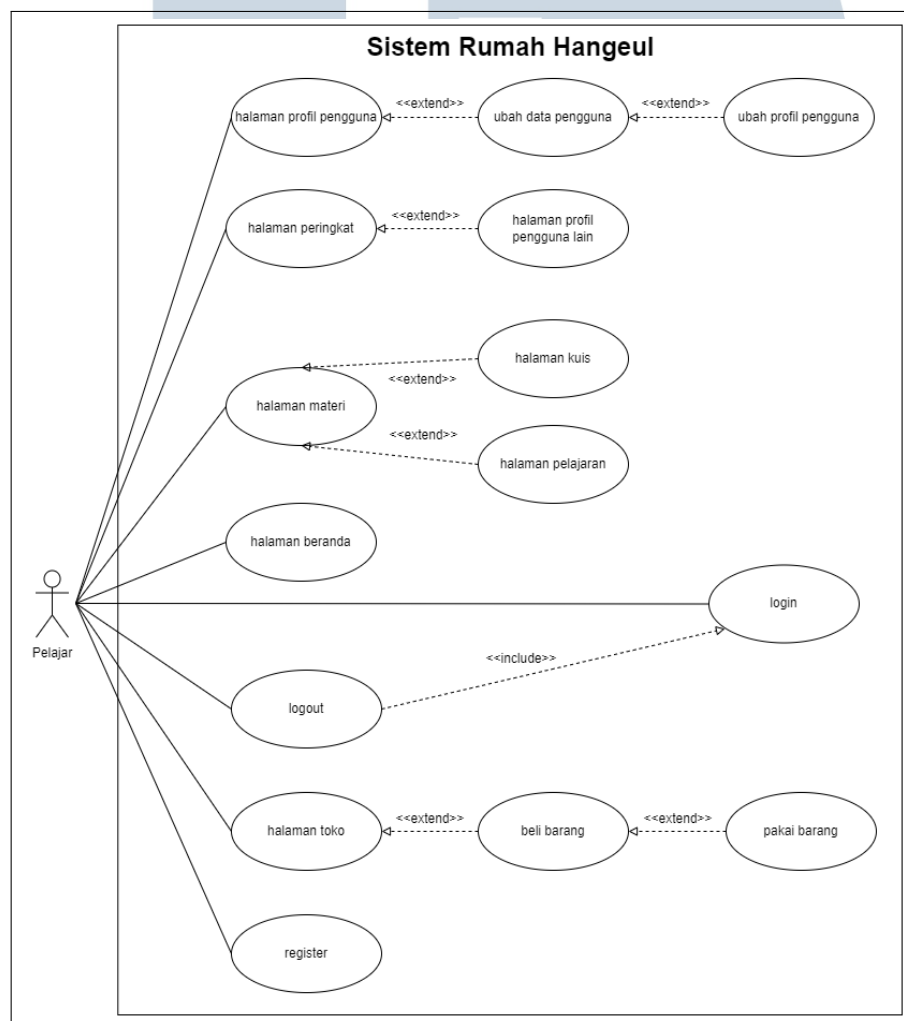 Sistem Rumah Hangeul
halaman profil pengguna
<<extend>>
ubah data pengguna
<<extend>>
ubah profil pengguna
halaman peringkat
<<extend>>
halaman profil
pengguna lain
halaman materi
<<extend>>
halaman kuis
<<extend>>
halaman pelajaran
halaman beranda
login
Pelajar
<<include>>
logout
halaman toko
<<extend>>
beli barang
<<extend>>
pakai barang
register